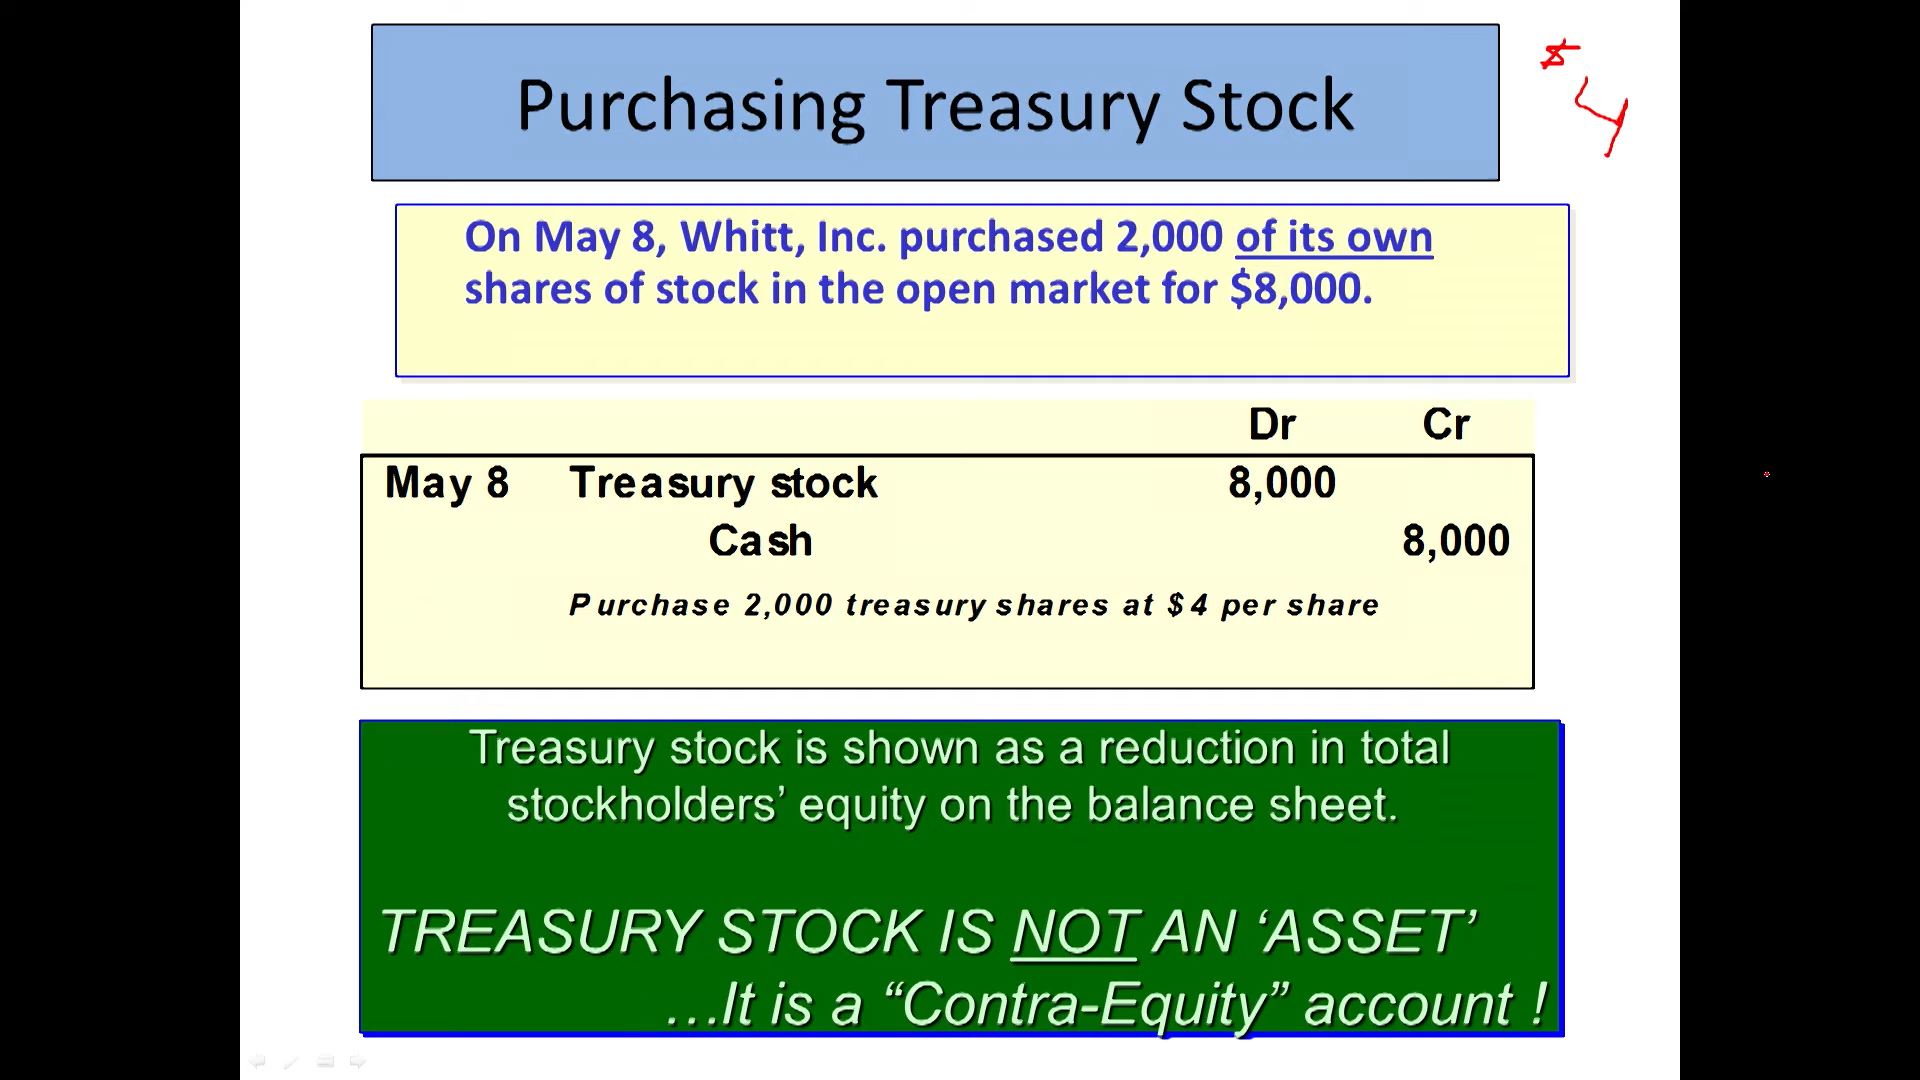 Purchasing Treasury Stock
$4
On May 8, Whitt, Inc. purchased 2,000 of its own
shares of stock in the open market for $8,000.
Dr Cr
May 8 Treasury stock 8,000
Cash 8,000
Purchase 2,000 treasury shares at $4 per share
Treasury stock is shown as a reduction in total
stockholders’ equity on the balance sheet.
TREASURY STOCK IS NOT AN ‘ASSET’
…It is a “Contra-Equity” account !